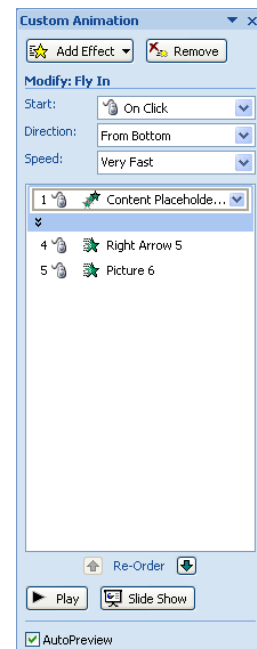 Custom Animation
Add Effect Remove
Modify: Fly In
Start: On Click
Direction: From Bottom
Speed: Very Fast
1 Content Placeholde...
4 Right Arrow 5
5 Picture 6
Re-Order
Play Slide Show
AutoPreview